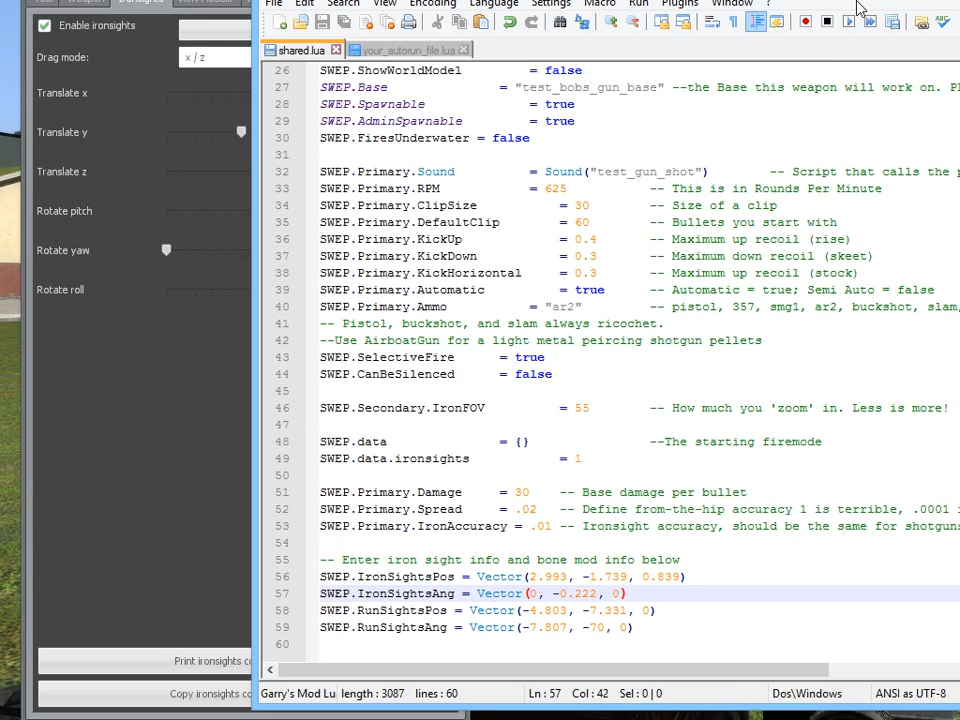 Edit Search View Encoding Language Settings Macro Run Plugins Window ?
Tool Weapon Ironsights View Models
Enable ironsights
Drag mode: x / z
Translate x
Translate y
Translate z
Rotate pitch
Rotate yaw
Rotate roll
Print ironsights co
Copy ironsights co
shared.lua your_autorun_file.lua
26 SWEP.ShowWorldModel = false
27 SWEP.Base = "test_bobs_gun_base" --the Base this weapon will work on. Pl
28 SWEP.Spawnable = true
29 SWEP.AdminSpawnable = true
30 SWEP.FiresUnderwater = false
31
32 SWEP.Primary.Sound = Sound("test_gun_shot") -- Script that calls the p
33 SWEP.Primary.RPM = 625 -- This is in Rounds Per Minute
34 SWEP.Primary.ClipSize = 30 -- Size of a clip
35 SWEP.Primary.DefaultClip = 60 -- Bullets you start with
36 SWEP.Primary.KickUp = 0.4 -- Maximum up recoil (rise)
37 SWEP.Primary.KickDown = 0.3 -- Maximum down recoil (skeet)
38 SWEP.Primary.KickHorizontal = 0.3 -- Maximum up recoil (stock)
39 SWEP.Primary.Automatic = true -- Automatic = true; Semi Auto = false
40 SWEP.Primary.Ammo = "ar2" -- pistol, 357, smg1, ar2, buckshot, slam,
41 -- Pistol, buckshot, and slam always ricochet.
42 --Use AirboatGun for a light metal peircing shotgun pellets
43 SWEP.SelectiveFire = true
44 SWEP.CanBeSilenced = false
45
46 SWEP.Secondary.IronFOV = 55 -- How much you 'zoom' in. Less is more!
47
48 SWEP.data = {} --The starting firemode
49 SWEP.data.ironsights = 1
50
51 SWEP.Primary.Damage = 30 -- Base damage per bullet
52 SWEP.Primary.Spread = .02 -- Define from-the-hip accuracy 1 is terrible, .0001 i
53 SWEP.Primary.IronAccuracy = .01 -- Ironsight accuracy, should be the same for shotguns
54
55 -- Enter iron sight info and bone mod info below
56 SWEP.IronSightsPos = Vector(2.993, -1.739, 0.839)
57 SWEP.IronSightsAng = Vector(0, -0.222, 0)
58 SWEP.RunSightsPos = Vector(-4.803, -7.331, 0)
59 SWEP.RunSightsAng = Vector(-7.807, -70, 0)
60
Garry's Mod Lu length : 3087 lines : 60 Ln : 57 Col : 42 Sel : 0 | 0 Dos\Windows ANSI as UTF-8